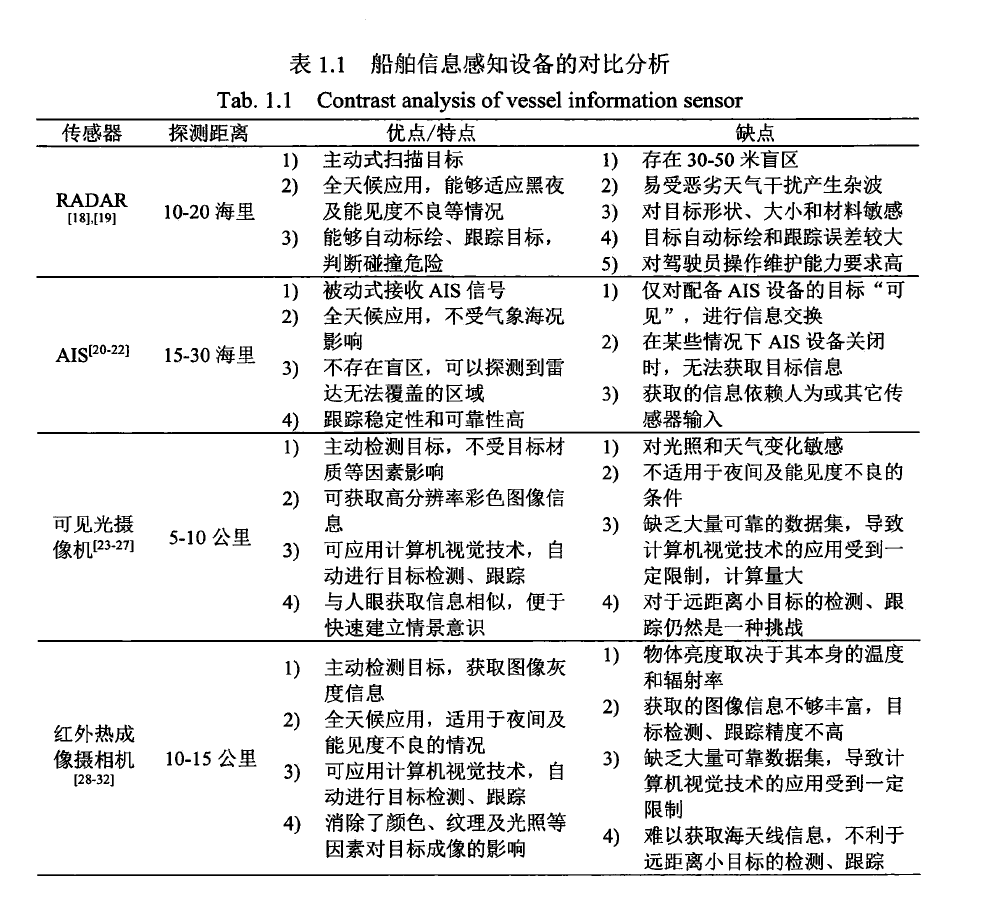 表 1.1 船舶信息感知设备的对比分析
Tab. 1.1 Contrast analysis of vessel information sensor
传感器 探测距离 优点/特点 缺点
RADAR
[18],[19]
10-20 海里
1) 主动式扫描目标
2) 全天候应用，能够适应黑夜
及能见度不良等情况
3) 能够自动标绘、跟踪目标，
判断碰撞危险
1) 存在 30-50 米盲区
2) 易受恶劣天气干扰产生杂波
3) 对目标形状、大小和材料敏感
4) 目标自动标绘和跟踪误差较大
5) 对驾驶员操作维护能力要求高
AIS[20-22]
15-30 海里
1) 被动式接收 AIS 信号
2) 全天候应用，不受气象海况
影响
3) 不存在盲区，可以探测到雷
达无法覆盖的区域
4) 跟踪稳定性和可靠性高
1) 仅对配备 AIS 设备的目标“可
见”，进行信息交换
2) 在某些情况下 AIS 设备关闭
时，无法获取目标信息
3) 获取的信息依赖人为或其它传
感器输入
可见光摄
像机[23-27]
5-10 公里
1) 主动检测目标，不受目标材
质等因素影响
2) 可获取高分辨率彩色图像信
息
3) 可应用计算机视觉技术，自
动进行目标检测、跟踪
4) 与人眼获取信息相似，便于
快速建立情景意识
1) 对光照和天气变化敏感
2) 不适用于夜间及能见度不良的
条件
3) 缺乏大量可靠的数据集，导致
计算机视觉技术的应用受到一
定限制，计算量大
4) 对于远距离小目标的检测、跟
踪仍然是一种挑战
红外热成
像摄相机
[28-32]
10-15 公里
1) 主动检测目标，获取图像灰
度信息
2) 全天候应用，适用于夜间及
能见度不良的情况
3) 可应用计算机视觉技术，自
动进行目标检测、跟踪
4) 消除了颜色、纹理及光照等
因素对目标成像的影响
1) 物体亮度取决于其本身的温度
和辐射率
2) 获取的图像信息不够丰富，目
标检测、跟踪精度不高
3) 缺乏大量可靠数据集，导致计
算机视觉技术的应用受到一定
限制
4) 难以获取海天线信息，不利于
远距离小目标的检测、跟踪